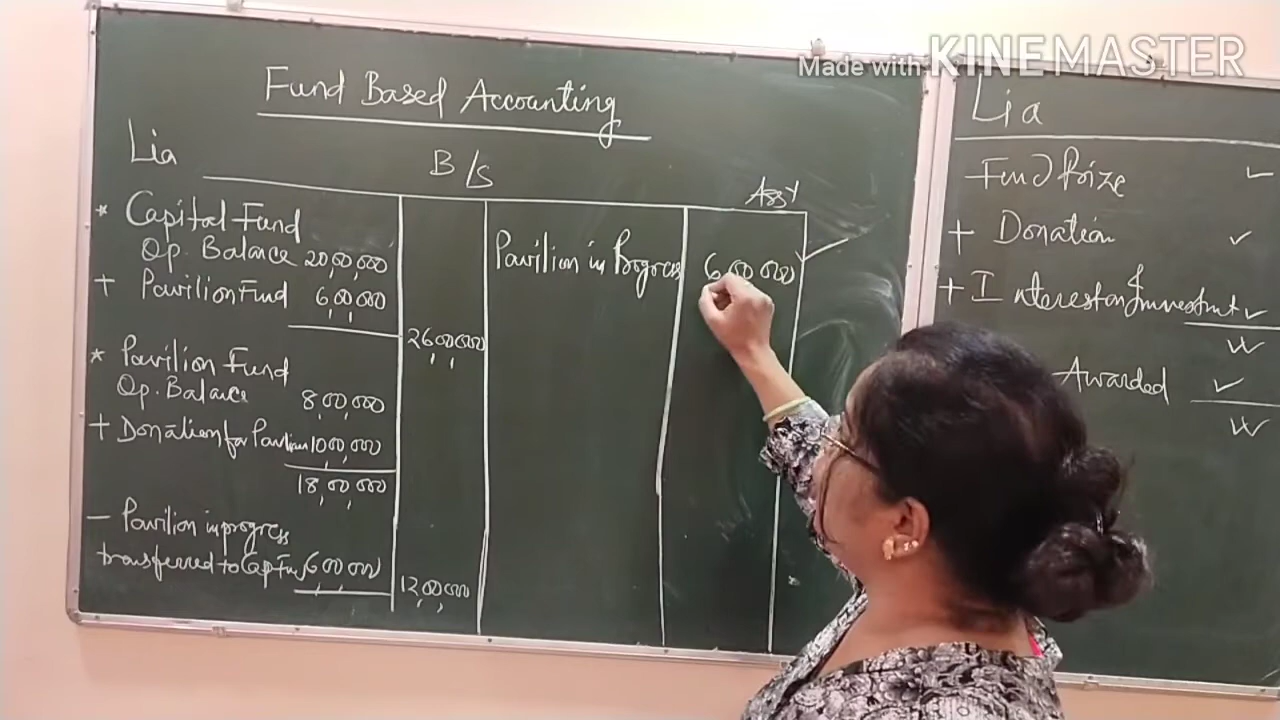 Made with KINEMASTER
Fund Based Accounting
Lia
B/S
Asst
* Capital Fund
Op. Balance 20,00,000
+ Pavilion Fund 6,00,000
26,00,000
* Pavilion Fund
Op. Balance 8,00,000
+ Donation for Pavilion 10,00,000
18,00,000
- Pavilion in progress
transferred to Cap Fund 6,00,000
12,00,000
Pavilion in Progress 6,00,000
Lia
Fund Prize ✓
+ Donation ✓
+ Interest on Investment ✓
Awarded ✓